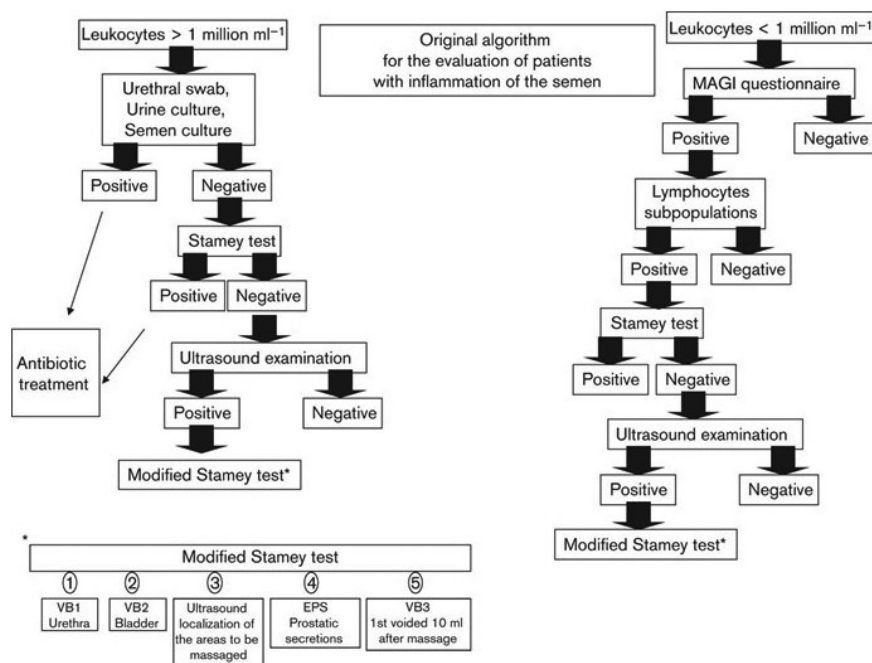 Leukocytes > 1 million ml⁻¹
Urethral swab,
Urine culture,
Semen culture
Positive
Negative
Stamey test
Positive
Negative
Antibiotic
treatment
Ultrasound examination
Positive
Negative
Modified Stamey test*
Original algorithm
for the evaluation of patients
with inflammation of the semen
Leukocytes < 1 million ml⁻¹
MAGI questionnaire
Positive
Negative
Lymphocytes
subpopulations
Positive
Negative
Stamey test
Positive
Negative
Ultrasound examination
Positive
Negative
Modified Stamey test*
*
Modified Stamey test
①
VB1
Urethra
②
VB2
Bladder
③
Ultrasound
localization of
the areas to be
massaged
④
EPS
Prostatic
secretions
⑤
VB3
1st voided 10 ml
after massage